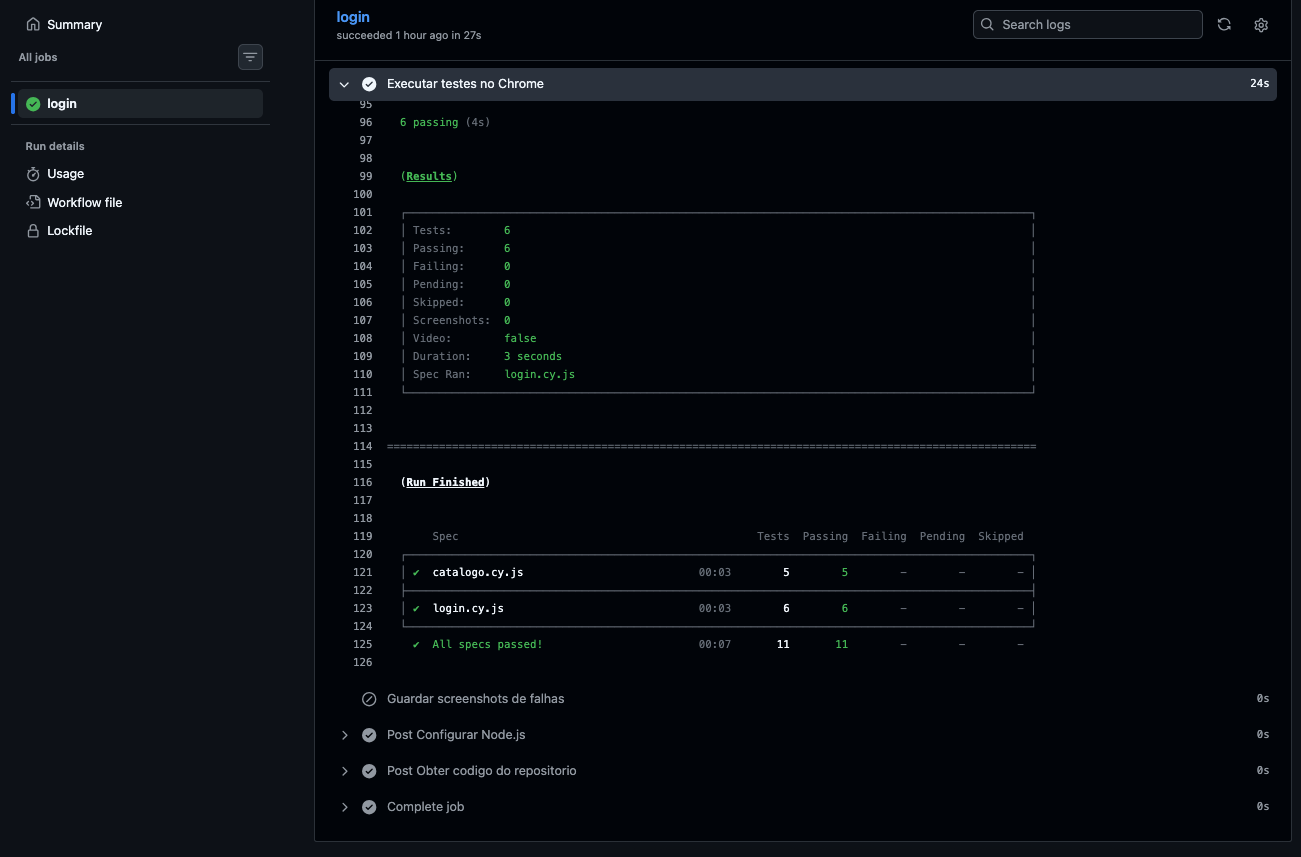 Summary
All jobs
login
Run details
Usage
Workflow file
Lockfile
login
succeeded 1 hour ago in 27s
Search logs
Executar testes no Chrome 24s
95
96 6 passing (4s)
97
98
99 (Results)
100
101
102 Tests: 6
103 Passing: 6
104 Failing: 0
105 Pending: 0
106 Skipped: 0
107 Screenshots: 0
108 Video: false
109 Duration: 3 seconds
110 Spec Ran: login.cy.js
111
112
113
114 ====================================================================================================
115
116 (Run Finished)
117
118
119 Spec Tests Passing Failing Pending Skipped
120
121 ✔ catalogo.cy.js 00:03 5 5 - - -
122
123 ✔ login.cy.js 00:03 6 6 - - -
124
125 ✔ All specs passed! 00:07 11 11 - - -
126
Guardar screenshots de falhas 0s
Post Configurar Node.js 0s
Post Obter codigo do repositorio 0s
Complete job 0s